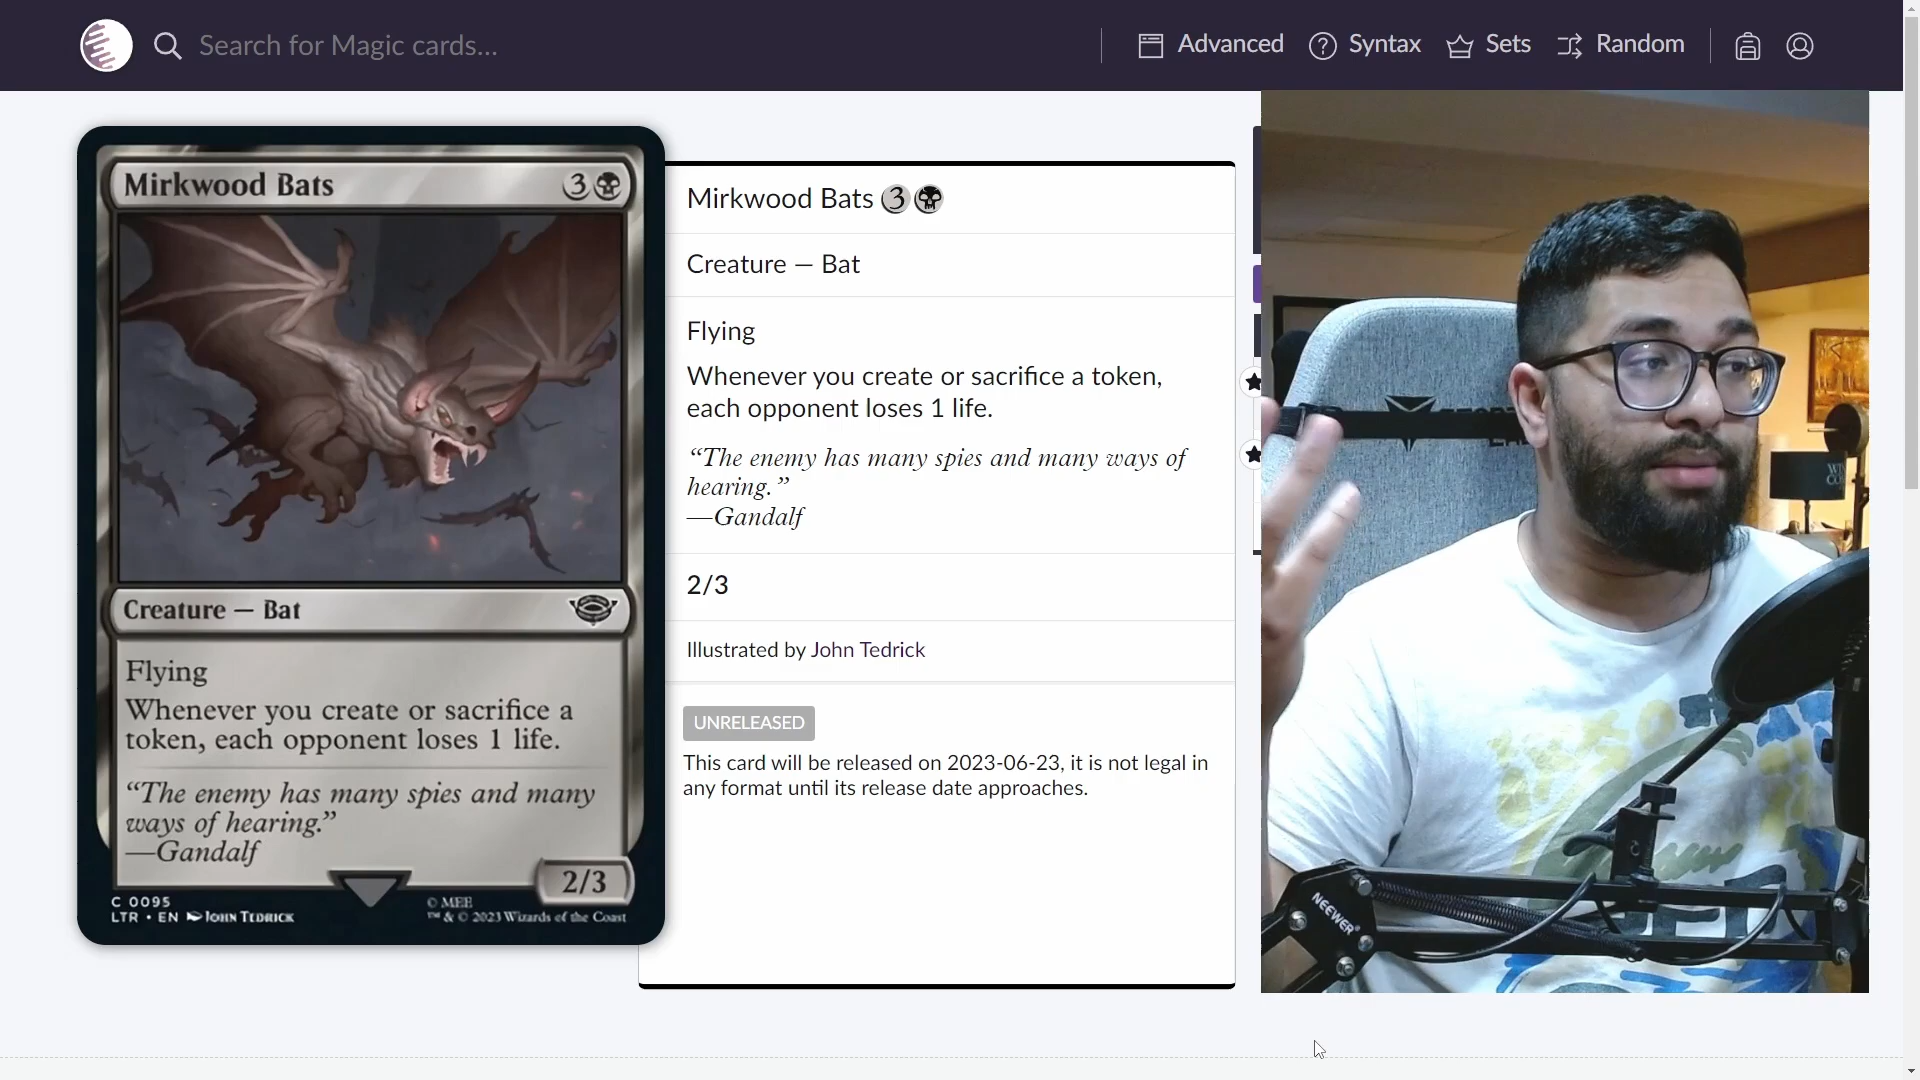 Search for Magic cards...
Advanced
Syntax
Sets
Random
Mirkwood Bats 3
Creature — Bat
Flying
Whenever you create or sacrifice a
token, each opponent loses 1 life.
“The enemy has many spies and many
ways of hearing.”
—Gandalf
2/3
C 0095
LTR • EN John Tedrick
© MEE
™ & © 2023 Wizards of the Coast
Mirkwood Bats 3
Creature — Bat
Flying
Whenever you create or sacrifice a token,
each opponent loses 1 life.
“The enemy has many spies and many ways of
hearing.”
—Gandalf
2/3
Illustrated by John Tedrick
UNRELEASED
This card will be released on 2023-06-23, it is not legal in
any format until its release date approaches.
NEEWER